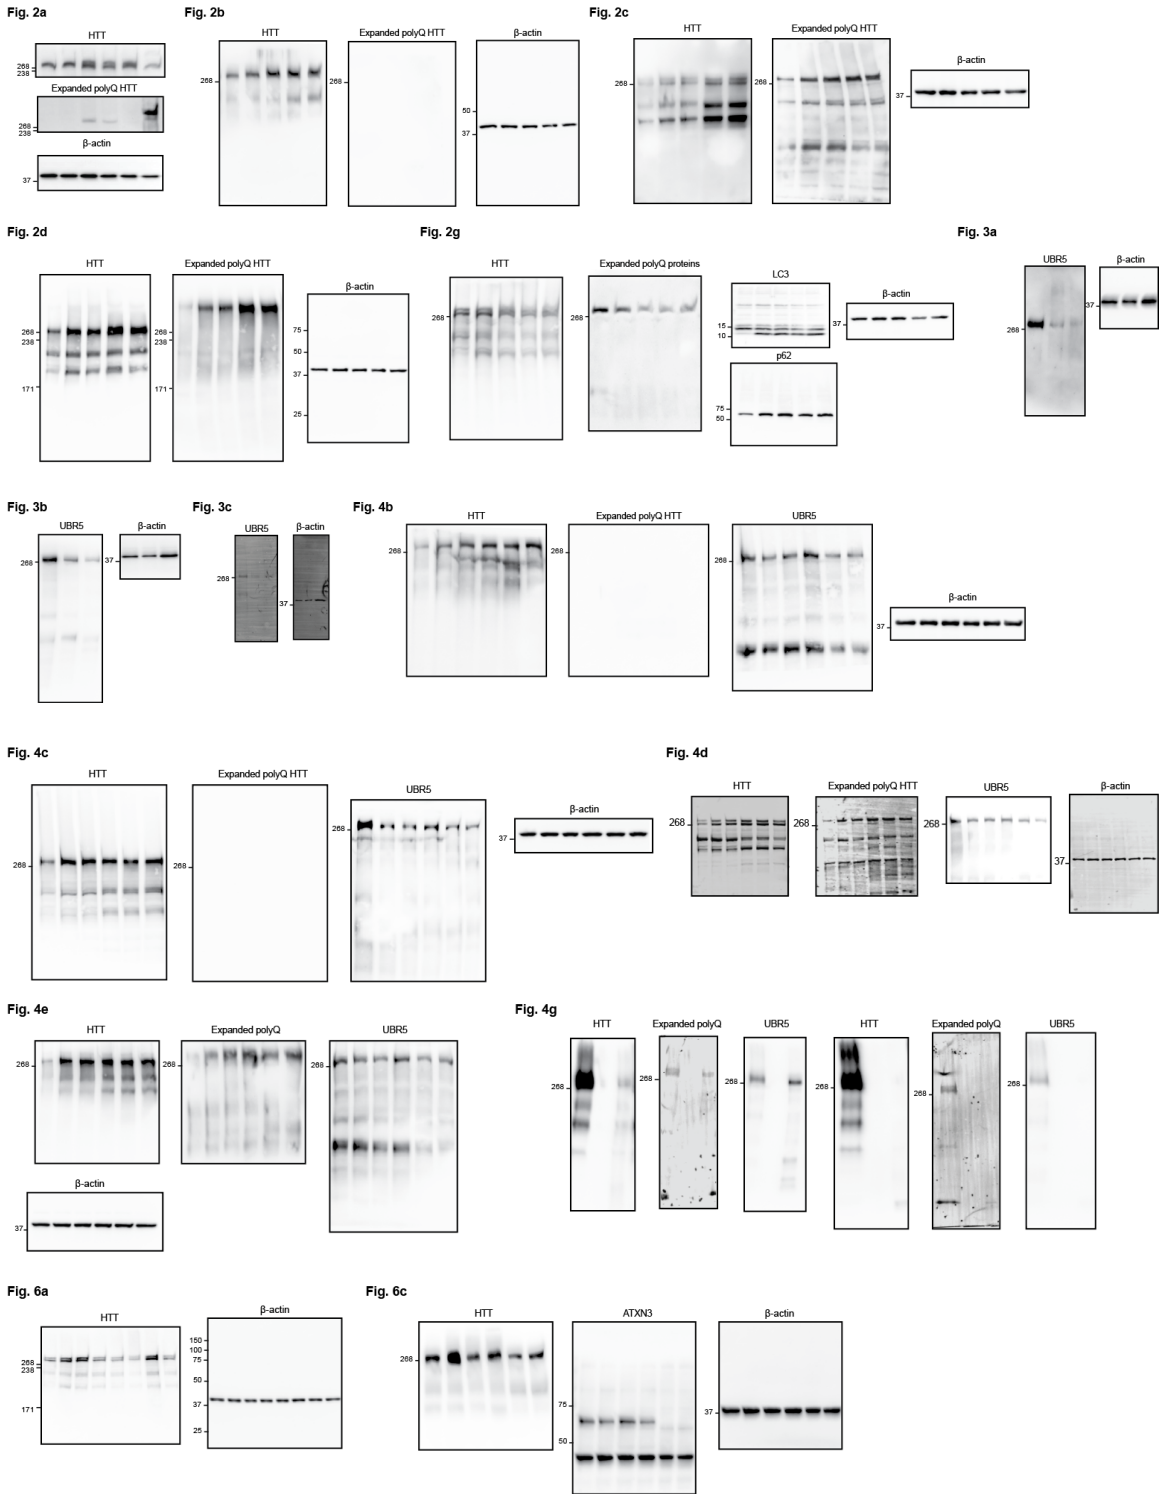 Fig. 2a
HTT
268
238
Expanded polyQ HTT
268
238
β-actin
37
Fig. 2b
HTT
268
Expanded polyQ HTT
268
β-actin
50
37
Fig. 2c
HTT
268
Expanded polyQ HTT
268
β-actin
37
Fig. 2d
HTT
268
238
171
Expanded polyQ HTT
268
238
171
β-actin
75
50
37
25
Fig. 2g
HTT
268
Expanded polyQ proteins
268
LC3
15
10
p62
75
50
β-actin
37
Fig. 3a
UBR5
268
β-actin
37
Fig. 3b
UBR5
268
β-actin
37
Fig. 3c
UBR5
268
β-actin
37
Fig. 4b
HTT
268
Expanded polyQ HTT
268
UBR5
268
β-actin
37
Fig. 4c
HTT
268
Expanded polyQ HTT
268
UBR5
268
β-actin
37
Fig. 4d
HTT
268
Expanded polyQ HTT
268
UBR5
268
β-actin
37
Fig. 4e
HTT
268
Expanded polyQ
268
UBR5
268
β-actin
37
Fig. 4g
HTT
268
Expanded polyQ
268
UBR5
268
HTT
268
Expanded polyQ
268
UBR5
268
Fig. 6a
HTT
268
238
171
β-actin
150
100
75
50
37
25
Fig. 6c
HTT
268
ATXN3
75
50
β-actin
37